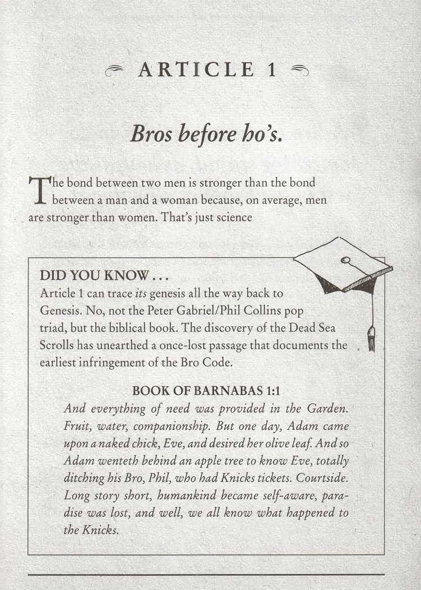 ARTICLE 1
Bros before ho's.
The bond between two men is stronger than the bond
between a man and a woman because, on average, men
are stronger than women. That's just science
DID YOU KNOW . . .
Article 1 can trace its genesis all the way back to
Genesis. No, not the Peter Gabriel/Phil Collins pop
triad, but the biblical book. The discovery of the Dead Sea
Scrolls has unearthed a once-lost passage that documents the
earliest infringement of the Bro Code.
BOOK OF BARNABAS 1:1
And everything of need was provided in the Garden.
Fruit, water, companionship. But one day, Adam came
upon a naked chick, Eve, and desired her olive leaf. And so
Adam wenteth behind an apple tree to know Eve, totally
ditching his Bro, Phil, who had Knicks tickets. Courtside.
Long story short, humankind became self-aware, para-
dise was lost, and well, we all know what happened to
the Knicks.